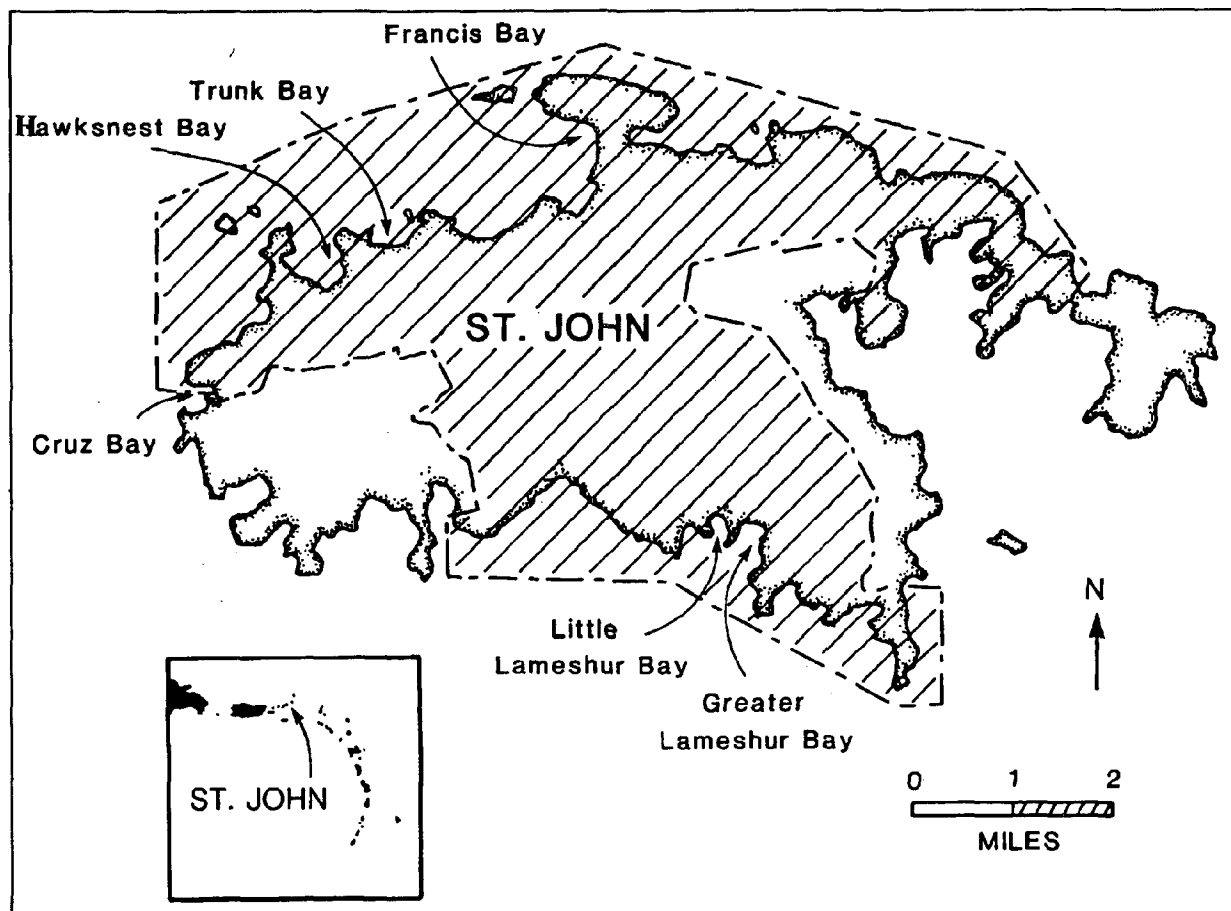 Francis Bay
Trunk Bay
Hawksnest Bay
ST. JOHN
Cruz Bay
Little
Lameshur Bay
Greater
Lameshur Bay
N
ST. JOHN
0 1 2
MILES